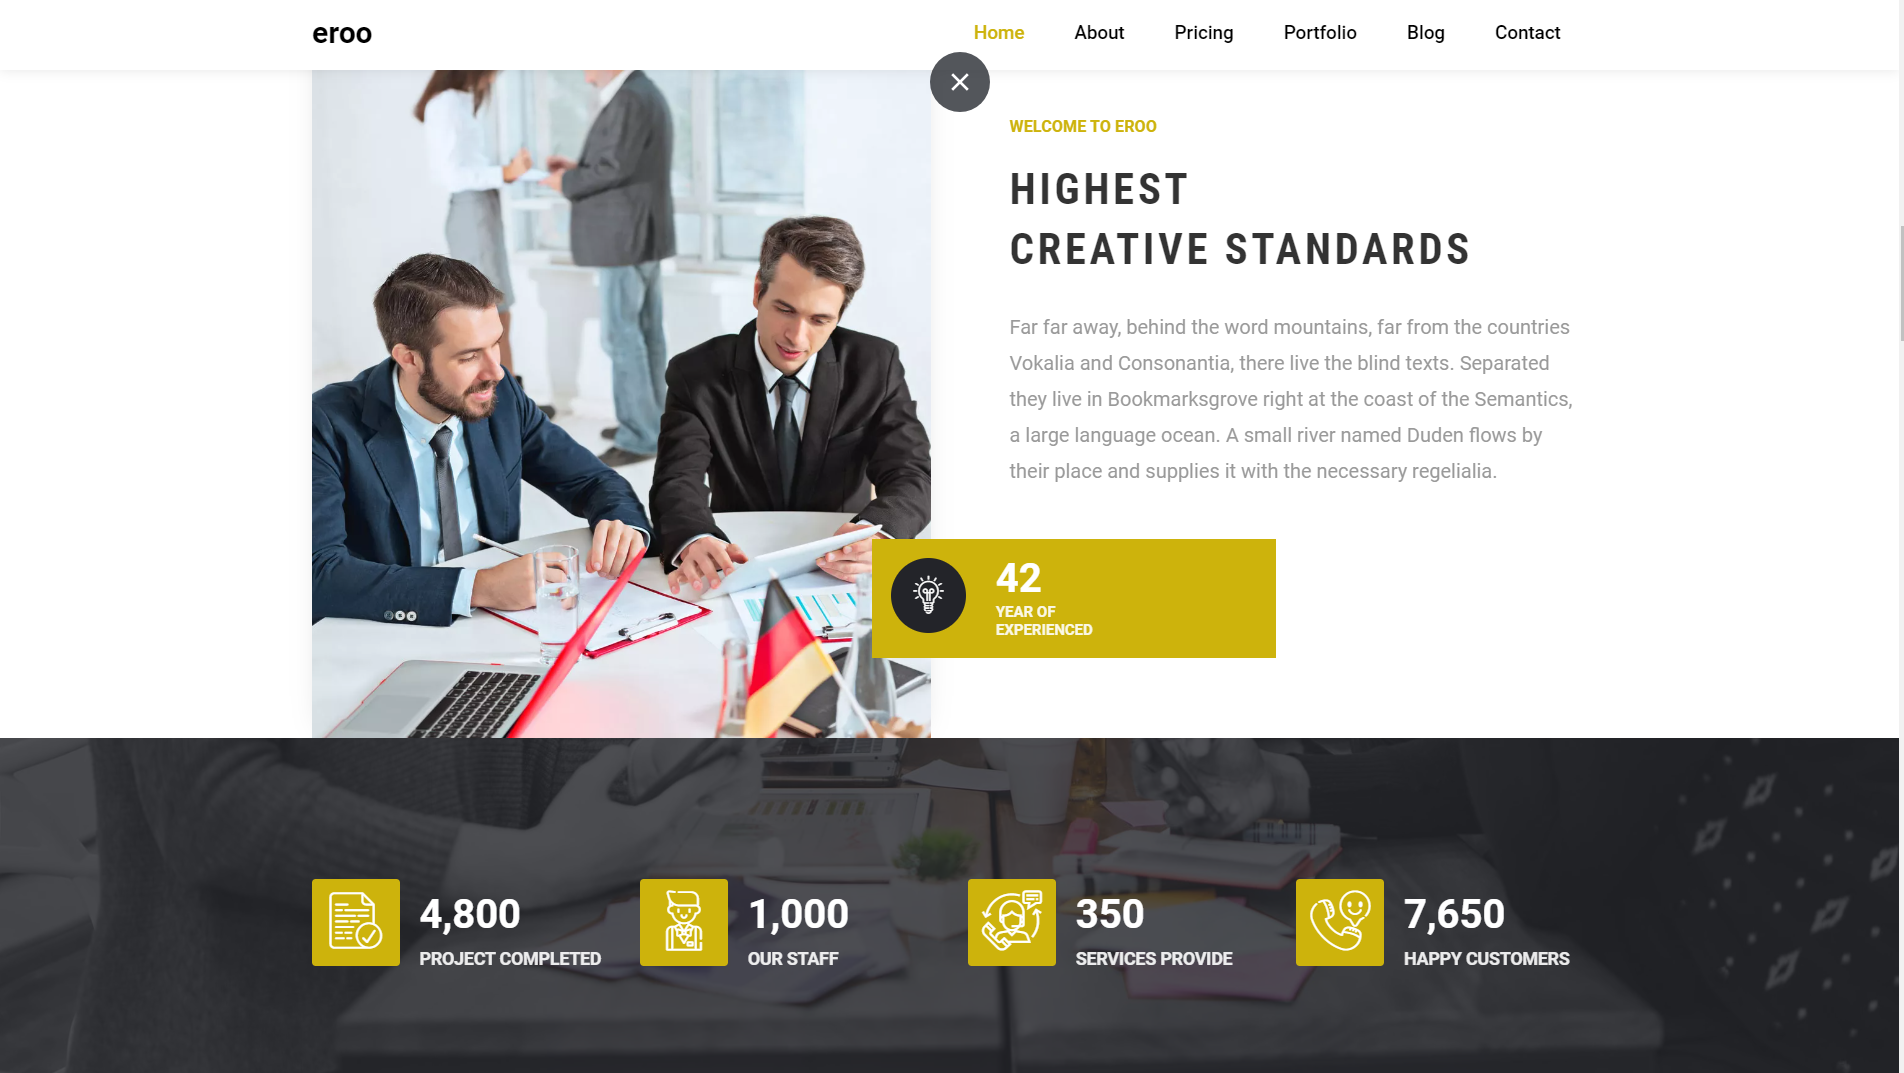 eroo
Home About Pricing Portfolio Blog Contact
WELCOME TO EROO
HIGHEST
CREATIVE STANDARDS
Far far away, behind the word mountains, far from the countries
Vokalia and Consonantia, there live the blind texts. Separated
they live in Bookmarksgrove right at the coast of the Semantics,
a large language ocean. A small river named Duden flows by
their place and supplies it with the necessary regelialia.
42
YEAR OF
EXPERIENCED
4,800
PROJECT COMPLETED
1,000
OUR STAFF
350
SERVICES PROVIDE
7,650
HAPPY CUSTOMERS